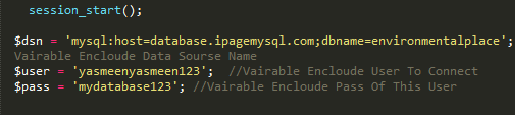 session_start();
$dsn = 'mysql:host=database.ipagemysql.com;dbname=environmentalplace';
Vairable Encloude Data Sourse Name
$user = 'yasmeenyasmeen123'; //Vairable Encloude User To Connect
$pass = 'mydatabase123'; //Vairable Encloude Pass Of This User